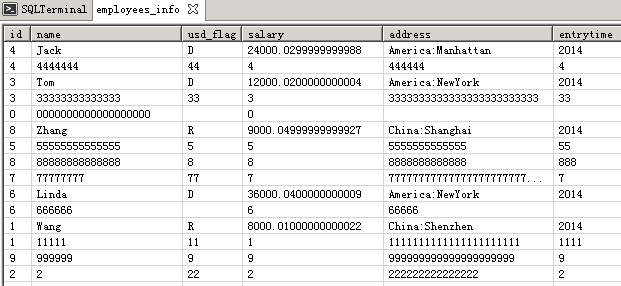 SQLTerminal employees_info
id name usd_flag salary address entrytime
4 Jack D 24000.0299999999988 America:Manhattan 2014
4 4444444 44 4 444444 4
3 Tom D 12000.0200000000004 America:NewYork 2014
3 33333333333333 33 3 3333333333333333333333333 33
0 0000000000000000000 0
8 Zhang R 9000.04999999999927 China:Shanghai 2014
5 55555555555555 5 5 5555555555555 55
8 88888888888888 8 8 8888888888888 888
7 77777777 77 7 77777777777777777777777... 7
6 Linda D 36000.0400000000009 America:NewYork 2014
6 666666 6 66666
1 Wang R 8000.01000000000022 China:Shenzhen 2014
1 11111 11 1 1111111111111111111111 1111
9 999999 9 9 999999999999999999999 9
2 2 22 2 222222222222222 2